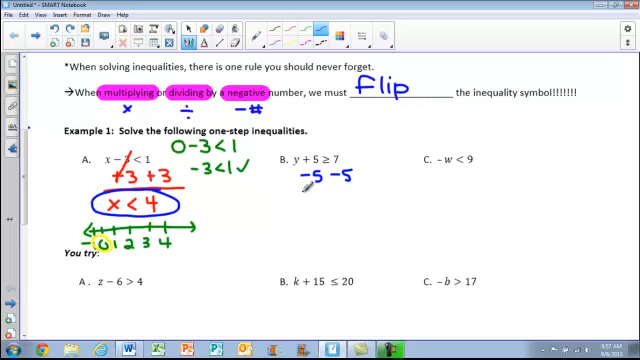 Untitled * - SMART Notebook
File Edit View Insert Format Draw Help
*When solving inequalities, there is one rule you should never forget.
→When multiplying or dividing by a negative number, we must flip the inequality symbol!!!!!!!
× ÷ -#
Example 1: Solve the following one-step inequalities.
0 - 3 < 1
A. x − 3 < 1 B. y + 5 ≥ 7 C. -w < 9
+3 +3 -3 < 1 ✓ -5 -5
x < 4
0 1 2 3 4
You try:
A. z − 6 > 4 B. k + 15 ≤ 20 C. -b > 17
9:57 AM
9/6/2013